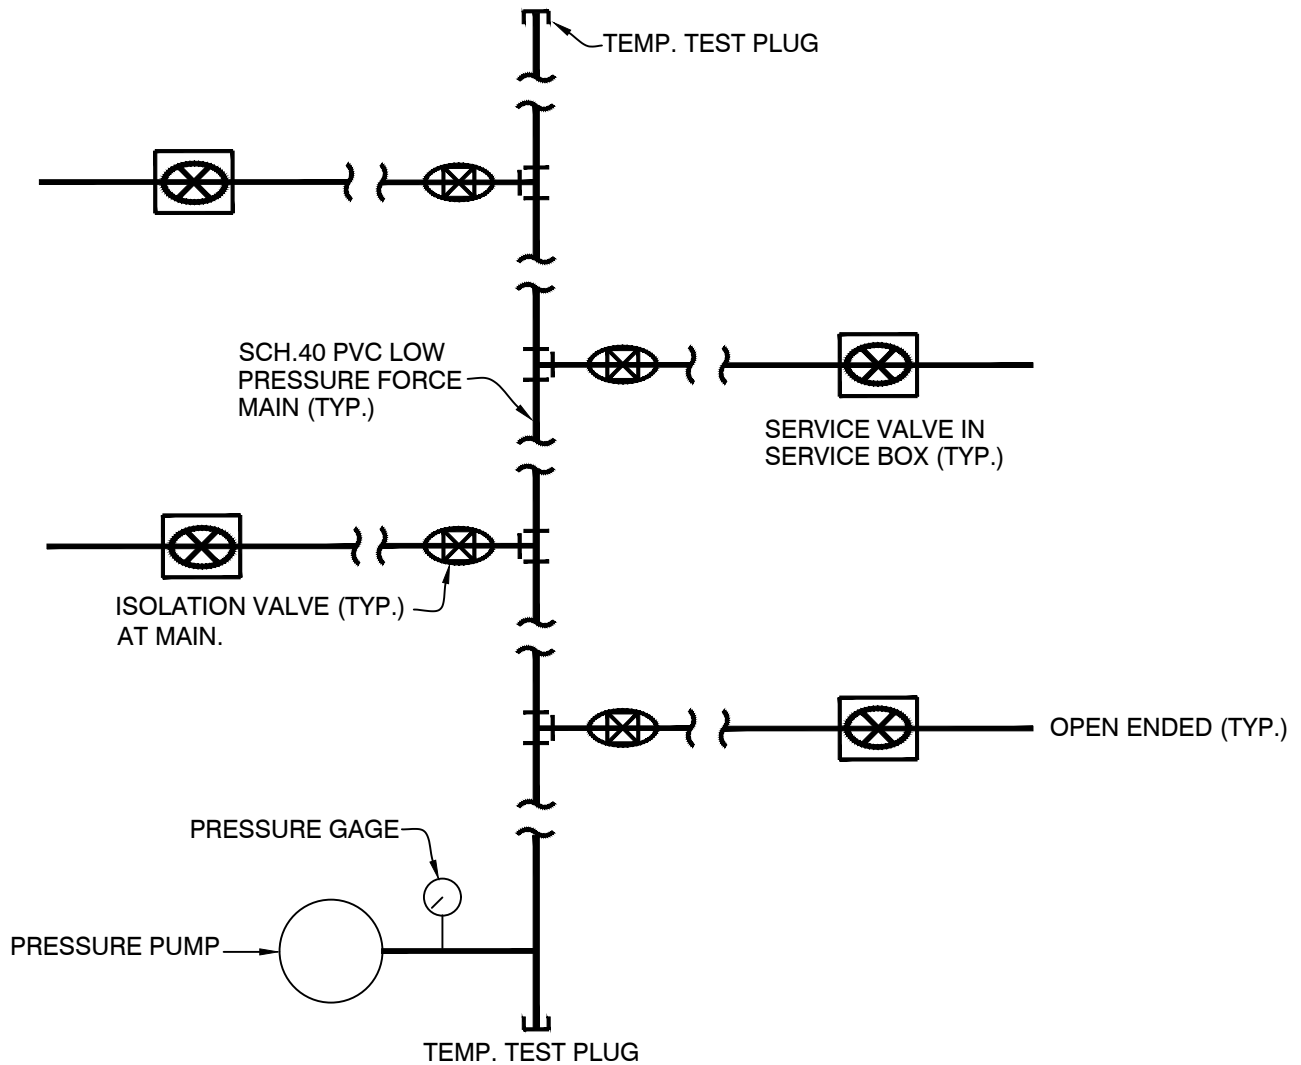 TEMP. TEST PLUG
SCH.40 PVC LOW
PRESSURE FORCE
MAIN (TYP.)
SERVICE VALVE IN
SERVICE BOX (TYP.)
ISOLATION VALVE (TYP.)
AT MAIN.
OPEN ENDED (TYP.)
PRESSURE GAGE
PRESSURE PUMP
TEMP. TEST PLUG